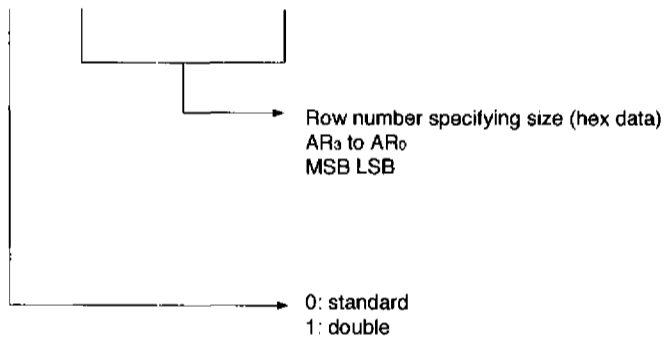 Row number specifying size (hex data)
AR₃ to AR₀
MSB LSB
0: standard
1: double